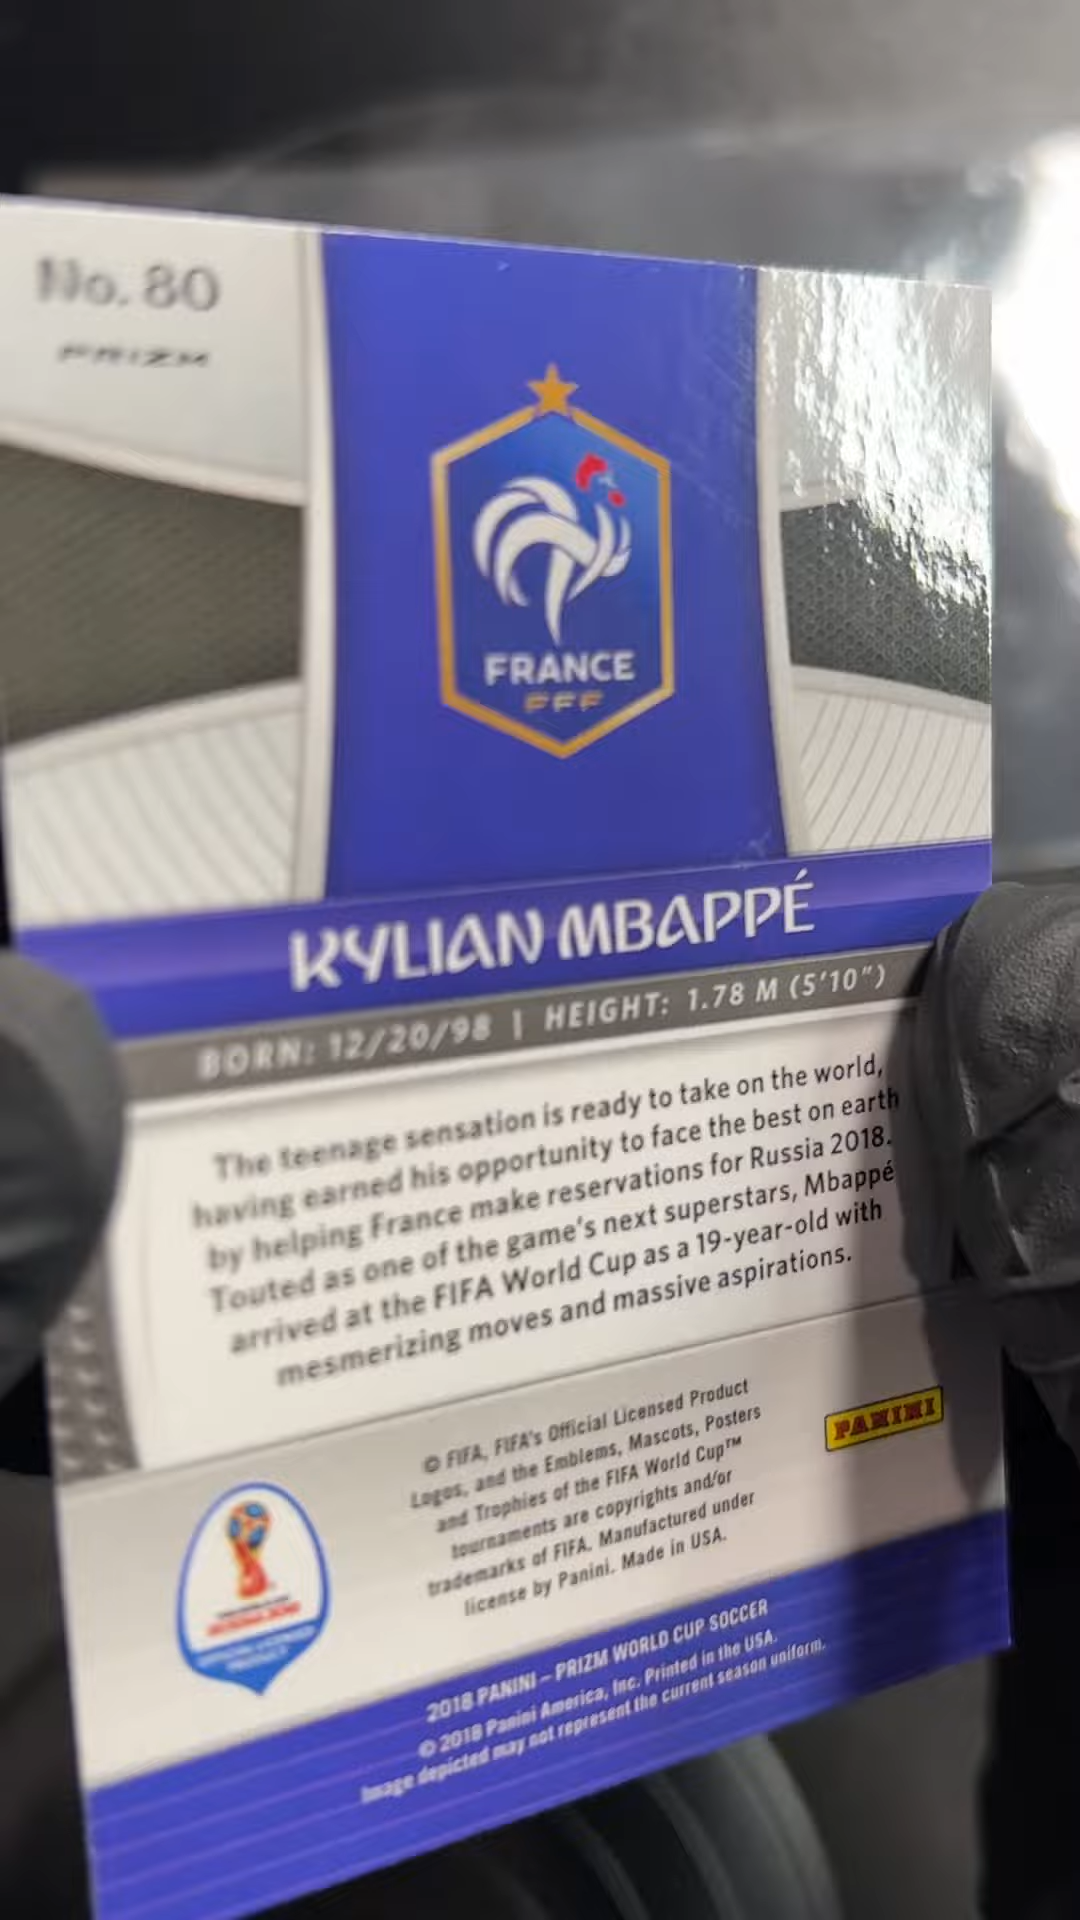 No. 80
PRIZM
FRANCE
FFF
KYLIAN MBAPPÉ
BORN: 12/20/98 | HEIGHT: 1.78 M (5'10")
The teenage sensation is ready to take on the world,
having earned his opportunity to face the best on earth
by helping France make reservations for Russia 2018.
Touted as one of the game's next superstars, Mbappé
arrived at the FIFA World Cup as a 19-year-old with
mesmerizing moves and massive aspirations.
© FIFA, FIFA's Official Licensed Product
Logos, and the Emblems, Mascots, Posters
and Trophies of the FIFA World Cup™
tournaments are copyrights and/or
trademarks of FIFA. Manufactured under
license by Panini. Made in USA.
PANINI
2018 PANINI – PRIZM WORLD CUP SOCCER
© 2018 Panini America, Inc. Printed in the USA.
Image depicted may not represent the current season uniform.